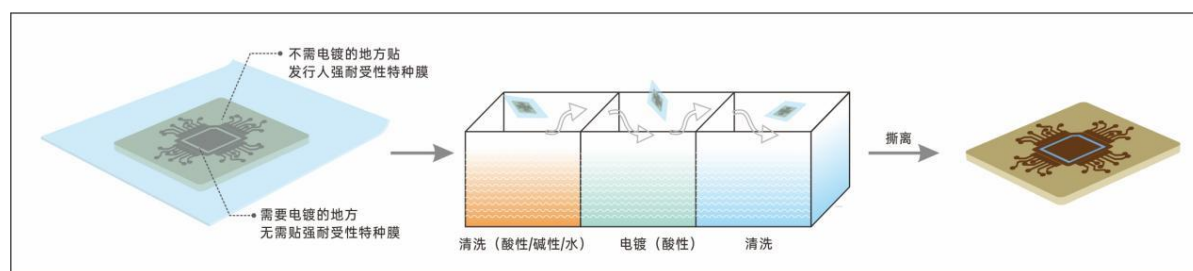 不需电镀的地方贴
发行人强耐受性特种膜
需要电镀的地方
无需贴强耐受性特种膜
清洗（酸性/碱性/水）
电镀（酸性）
清洗
撕离